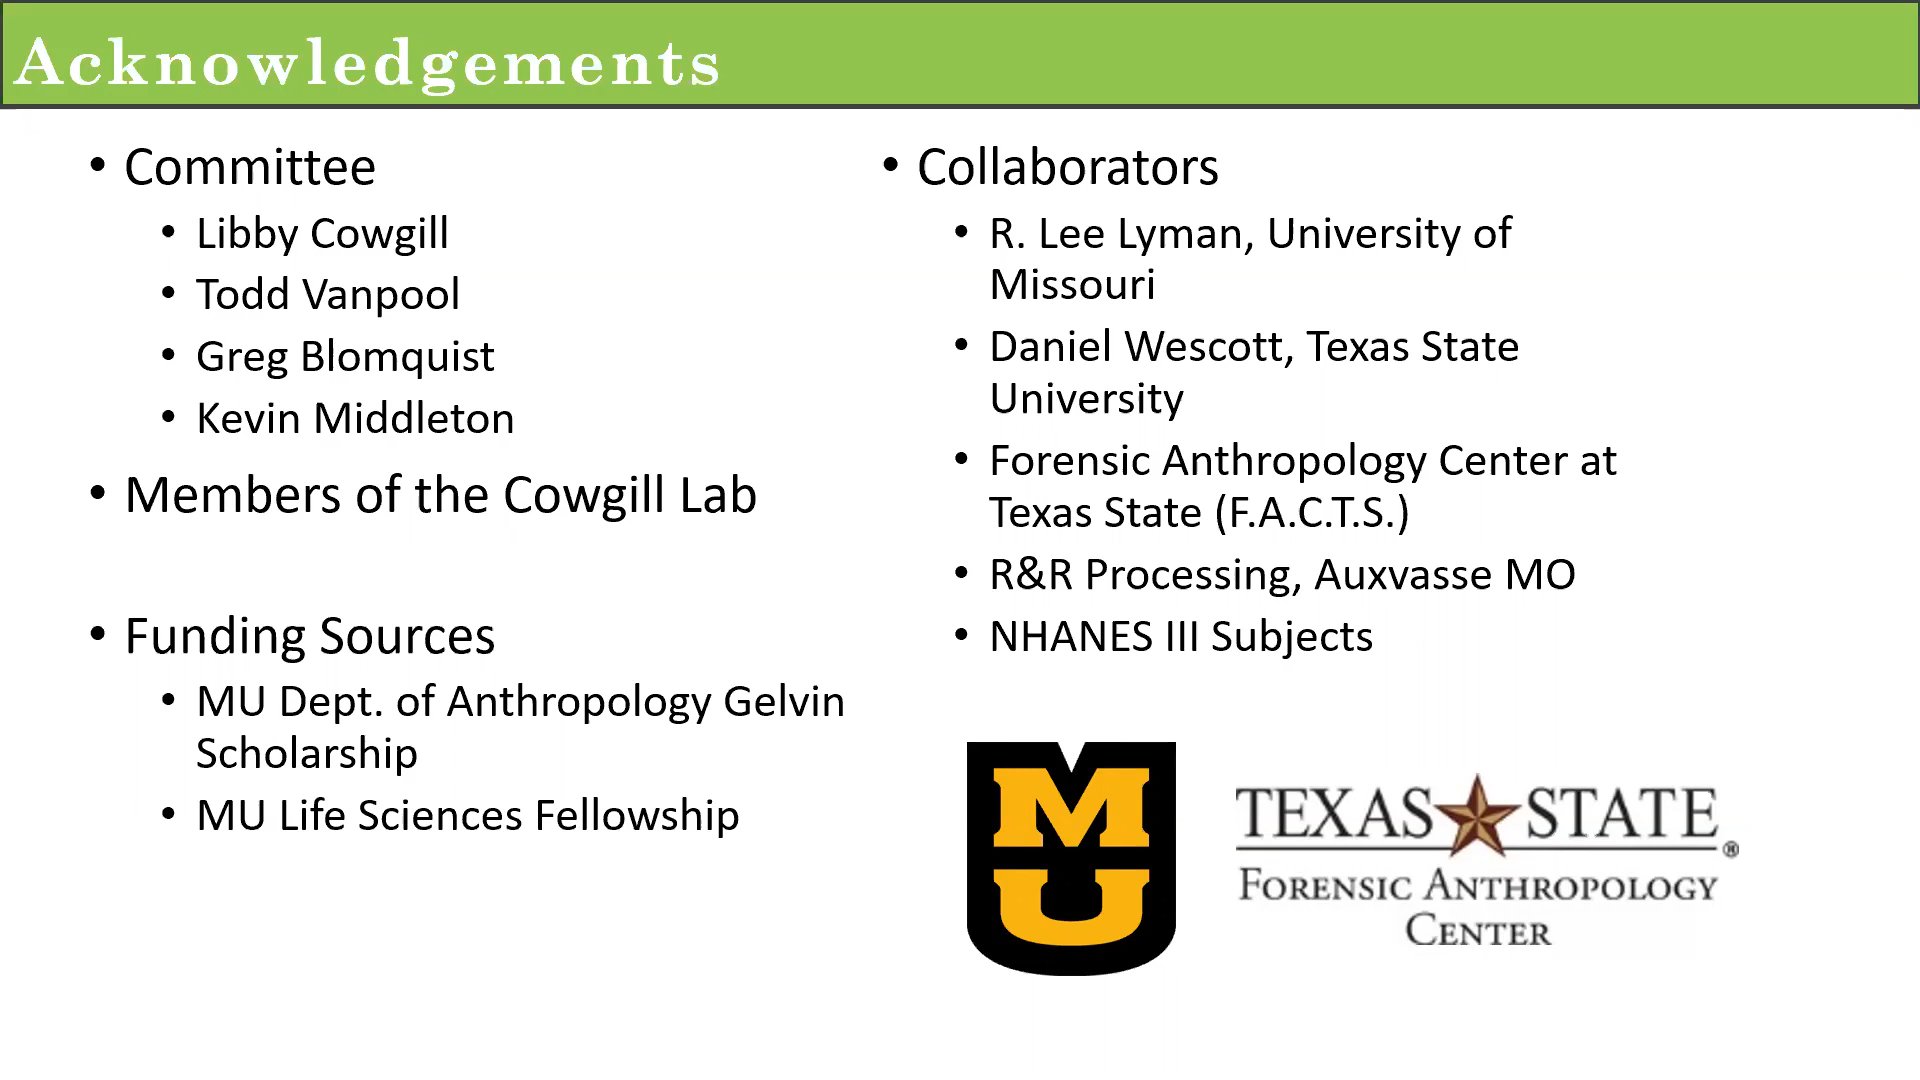 Acknowledgements
• Committee
• Libby Cowgill
• Todd Vanpool
• Greg Blomquist
• Kevin Middleton
• Members of the Cowgill Lab
• Funding Sources
• MU Dept. of Anthropology Gelvin
Scholarship
• MU Life Sciences Fellowship
• Collaborators
• R. Lee Lyman, University of
Missouri
• Daniel Wescott, Texas State
University
• Forensic Anthropology Center at
Texas State (F.A.C.T.S.)
• R&R Processing, Auxvasse MO
• NHANES III Subjects
M
U
TEXAS STATE
®
FORENSIC ANTHROPOLOGY
CENTER